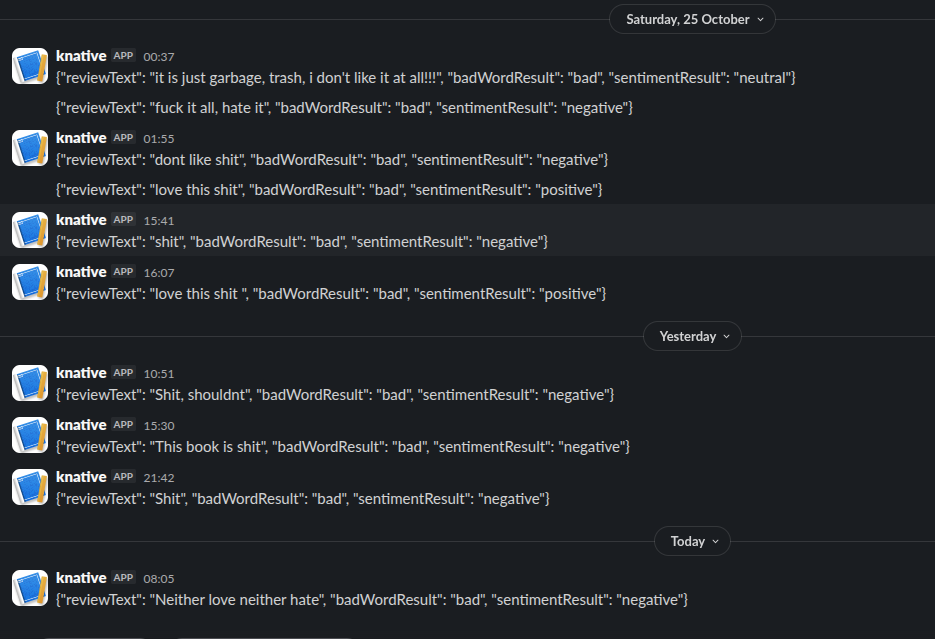 Saturday, 25 October
knative APP 00:37
{"reviewText": "it is just garbage, trash, i don't like it at all!!!", "badWordResult": "bad", "sentimentResult": "neutral"}
{"reviewText": "fuck it all, hate it", "badWordResult": "bad", "sentimentResult": "negative"}
knative APP 01:55
{"reviewText": "dont like shit", "badWordResult": "bad", "sentimentResult": "negative"}
{"reviewText": "love this shit", "badWordResult": "bad", "sentimentResult": "positive"}
knative APP 15:41
{"reviewText": "shit", "badWordResult": "bad", "sentimentResult": "negative"}
knative APP 16:07
{"reviewText": "love this shit ", "badWordResult": "bad", "sentimentResult": "positive"}
Yesterday
knative APP 10:51
{"reviewText": "Shit, shouldnt", "badWordResult": "bad", "sentimentResult": "negative"}
knative APP 15:30
{"reviewText": "This book is shit", "badWordResult": "bad", "sentimentResult": "negative"}
knative APP 21:42
{"reviewText": "Shit", "badWordResult": "bad", "sentimentResult": "negative"}
Today
knative APP 08:05
{"reviewText": "Neither love neither hate", "badWordResult": "bad", "sentimentResult": "negative"}